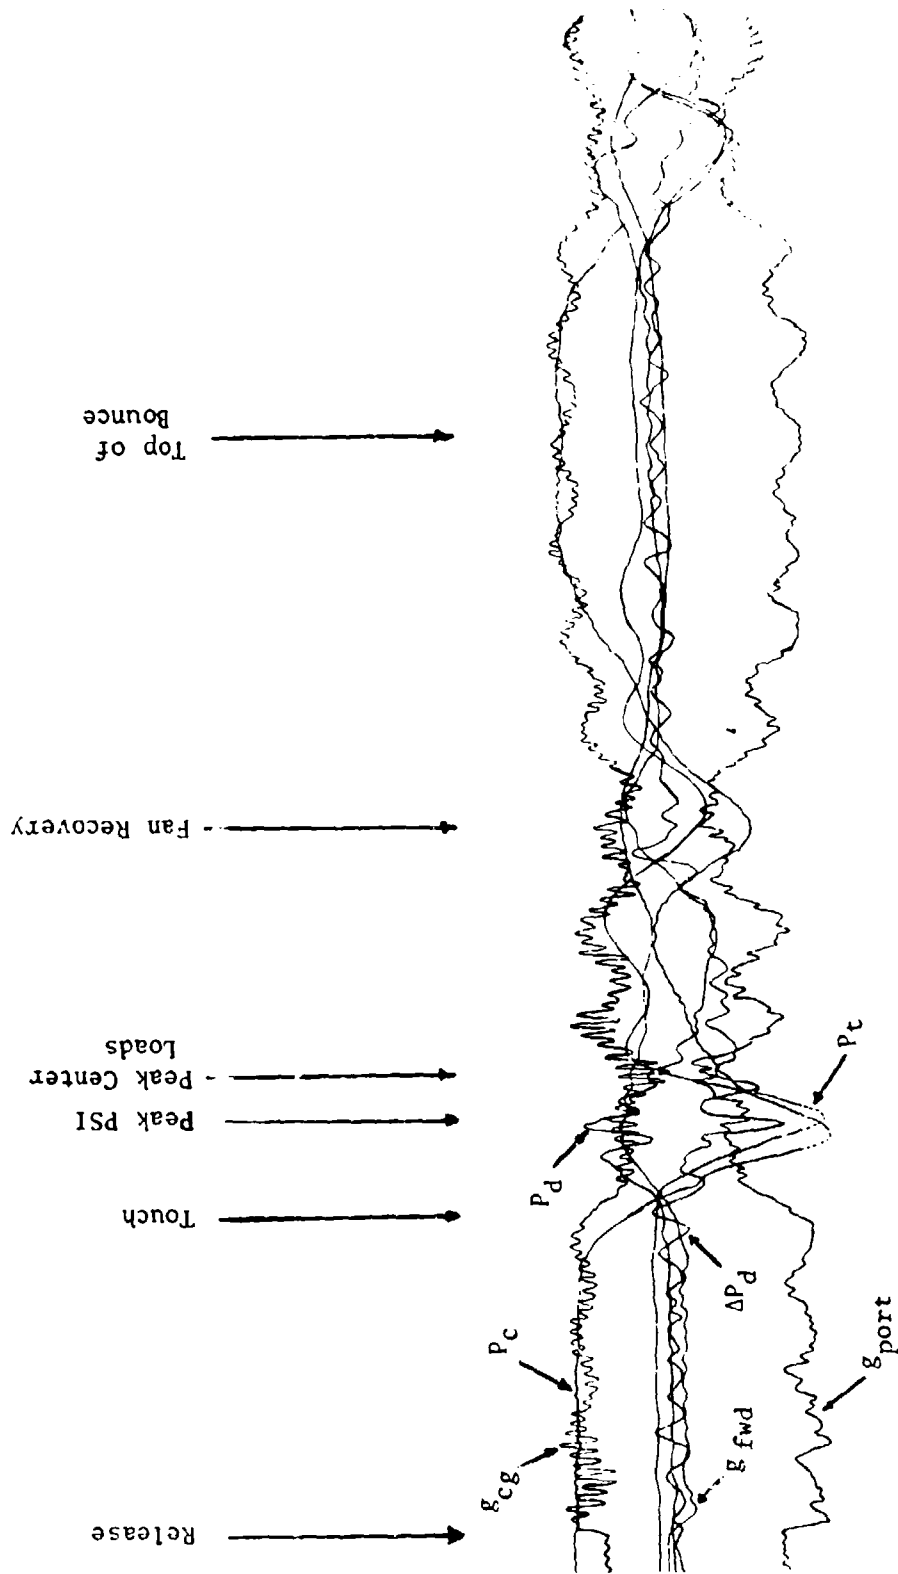 Release
Touch
Peak PSI
Peak Center
Loads
Fan Recovery
Top of
Bounce
g_cg
P_c
g_fwd
g_port
ΔP_d
P_d
P_t